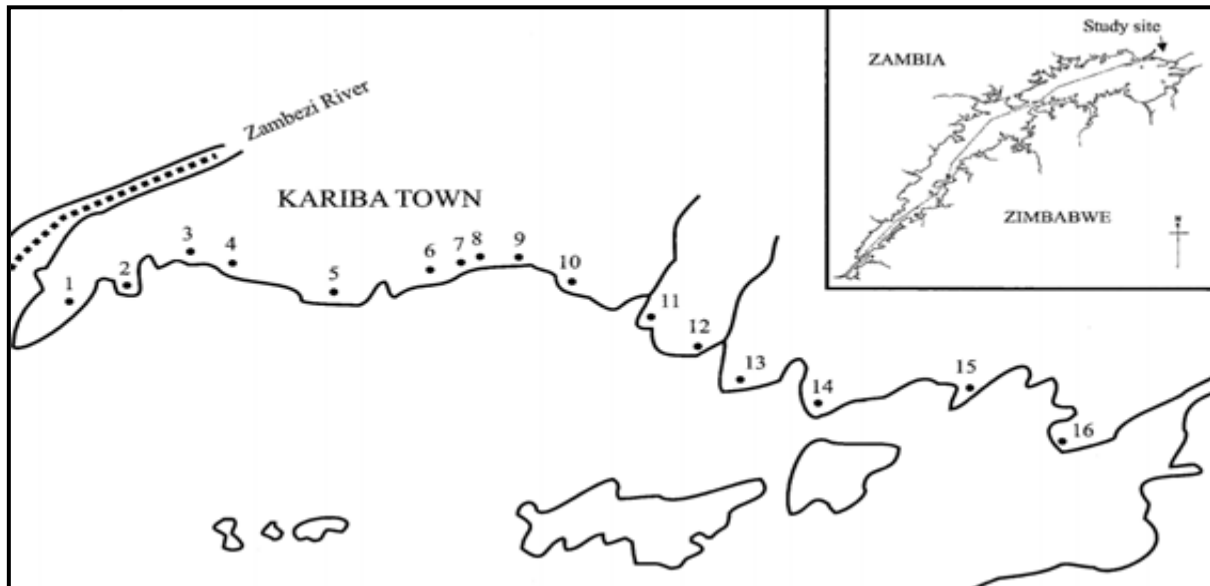 Study site
ZAMBIA
Zambezi River
KARIBA TOWN
ZIMBABWE
N
3
4
8
9
7
6
10
5
2
1
11
12
13
15
14
16